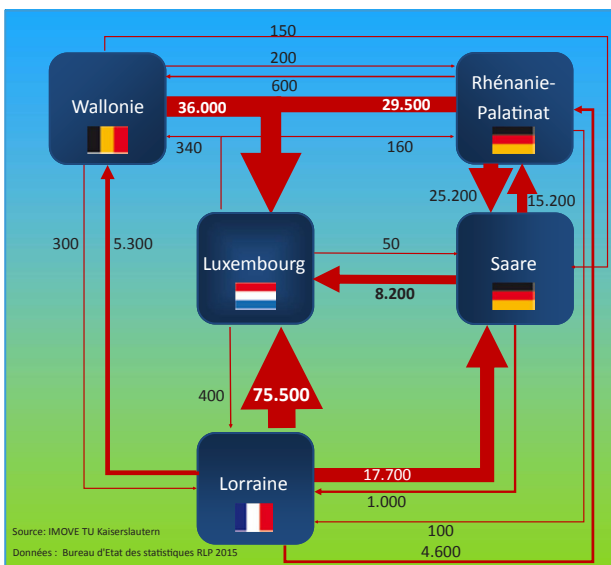 150
200
600
Wallonie
Rhénanie-
Palatinat
36.000
29.500
340
160
25.200
15.200
300
5.300
50
Luxembourg
Saare
8.200
400
75.500
17.700
Lorraine
1.000
100
Source: IMOVE TU Kaiserslautern
Données : Bureau d'Etat des statistiques RLP 2015
4.600